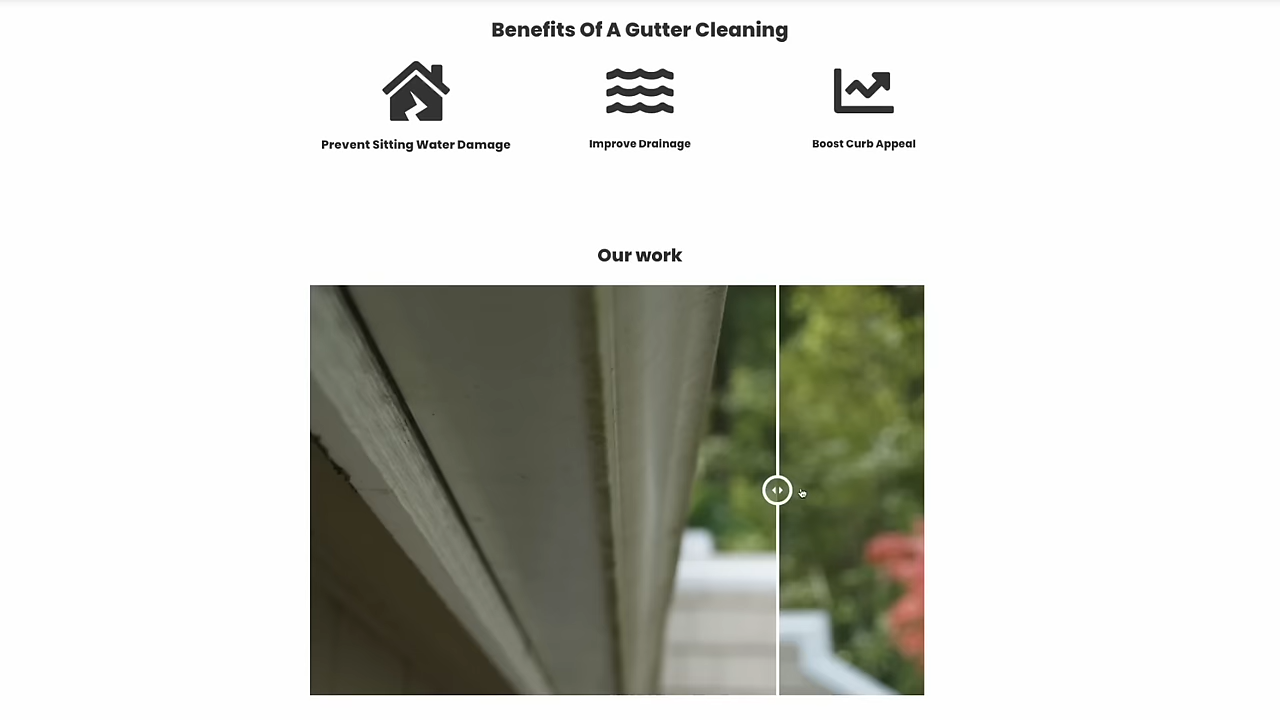 Benefits Of A Gutter Cleaning
Prevent Sitting Water Damage
Improve Drainage
Boost Curb Appeal
Our work